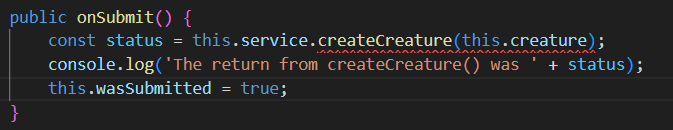 public onSubmit() {
    const status = this.service.createCreature(this.creature);
    console.log('The return from createCreature() was ' + status);
    this.wasSubmitted = true;
}